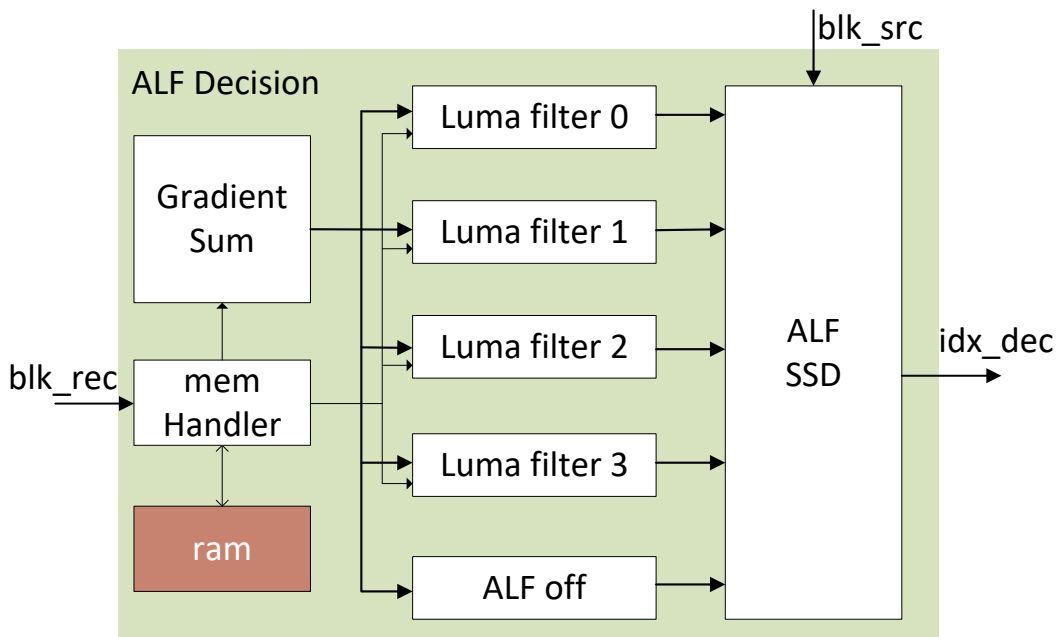 blk_src
ALF Decision
Luma filter 0
Gradient
Sum
Luma filter 1
Luma filter 2
ALF
SSD
idx_dec
blk_rec
mem
Handler
Luma filter 3
ram
ALF off